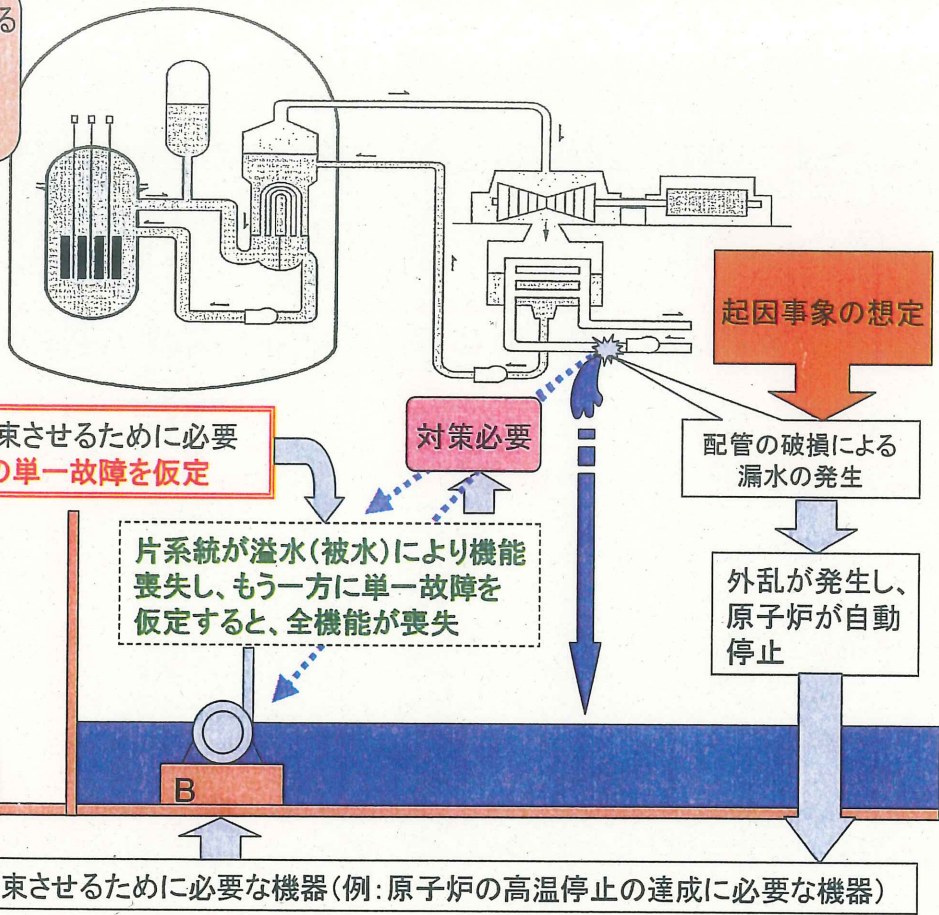 る
起因事象の想定
束させるために必要
の単一故障を仮定
対策必要
配管の破損による
漏水の発生
片系統が溢水(被水)により機能
喪失し、もう一方に単一故障を
仮定すると、全機能が喪失
外乱が発生し、
原子炉が自動
停止
B
束させるために必要な機器(例:原子炉の高温停止の達成に必要な機器)